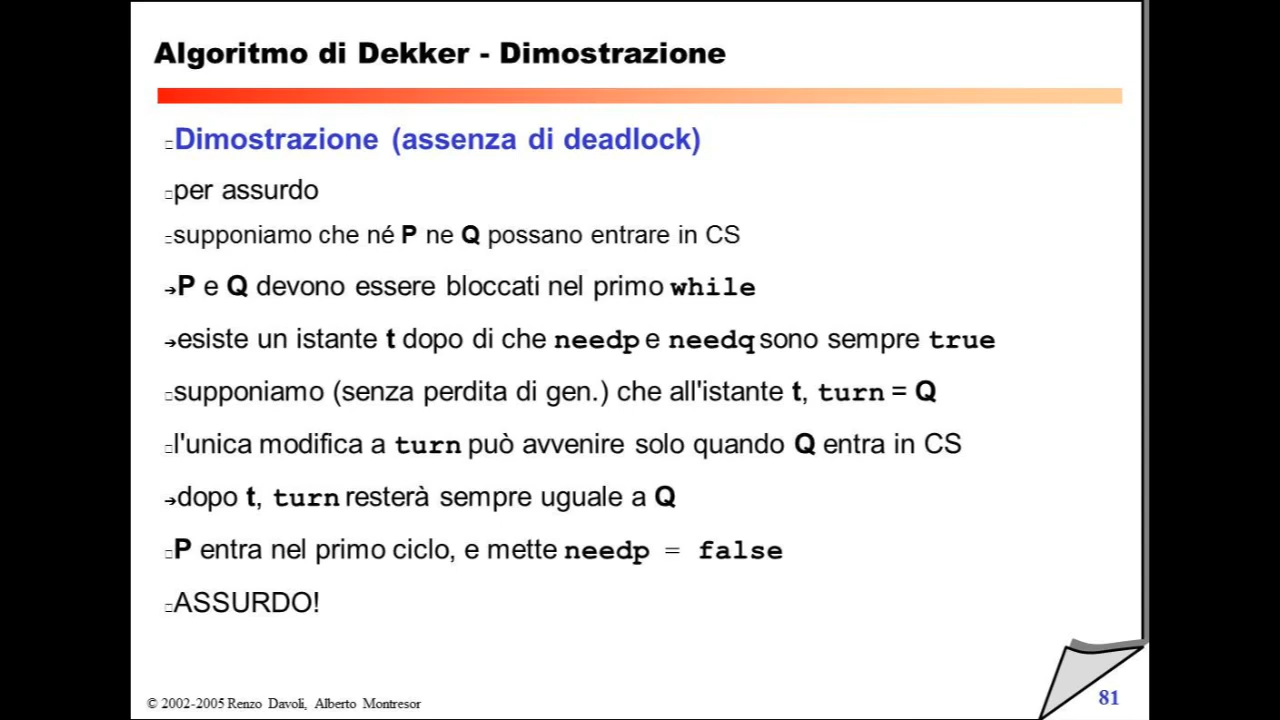 Algoritmo di Dekker - Dimostrazione
Dimostrazione (assenza di deadlock)
per assurdo
supponiamo che né P ne Q possano entrare in CS
➔P e Q devono essere bloccati nel primo while
➔esiste un istante t dopo di che needp e needq sono sempre true
supponiamo (senza perdita di gen.) che all'istante t, turn = Q
l'unica modifica a turn può avvenire solo quando Q entra in CS
➔dopo t, turn resterà sempre uguale a Q
P entra nel primo ciclo, e mette needp = false
ASSURDO!
© 2002-2005 Renzo Davoli, Alberto Montresor
81